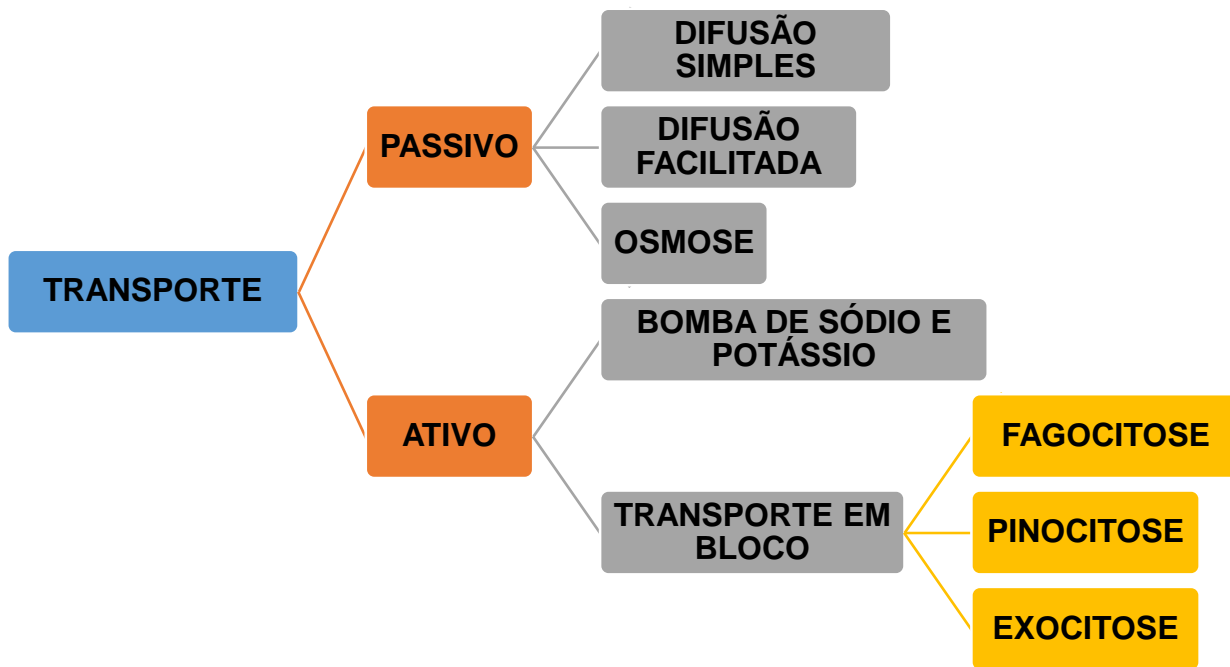 DIFUSÃO
SIMPLES
PASSIVO
DIFUSÃO
FACILITADA
OSMOSE
TRANSPORTE
BOMBA DE SÓDIO E
POTÁSSIO
ATIVO
FAGOCITOSE
TRANSPORTE EM
BLOCO
PINOCITOSE
EXOCITOSE